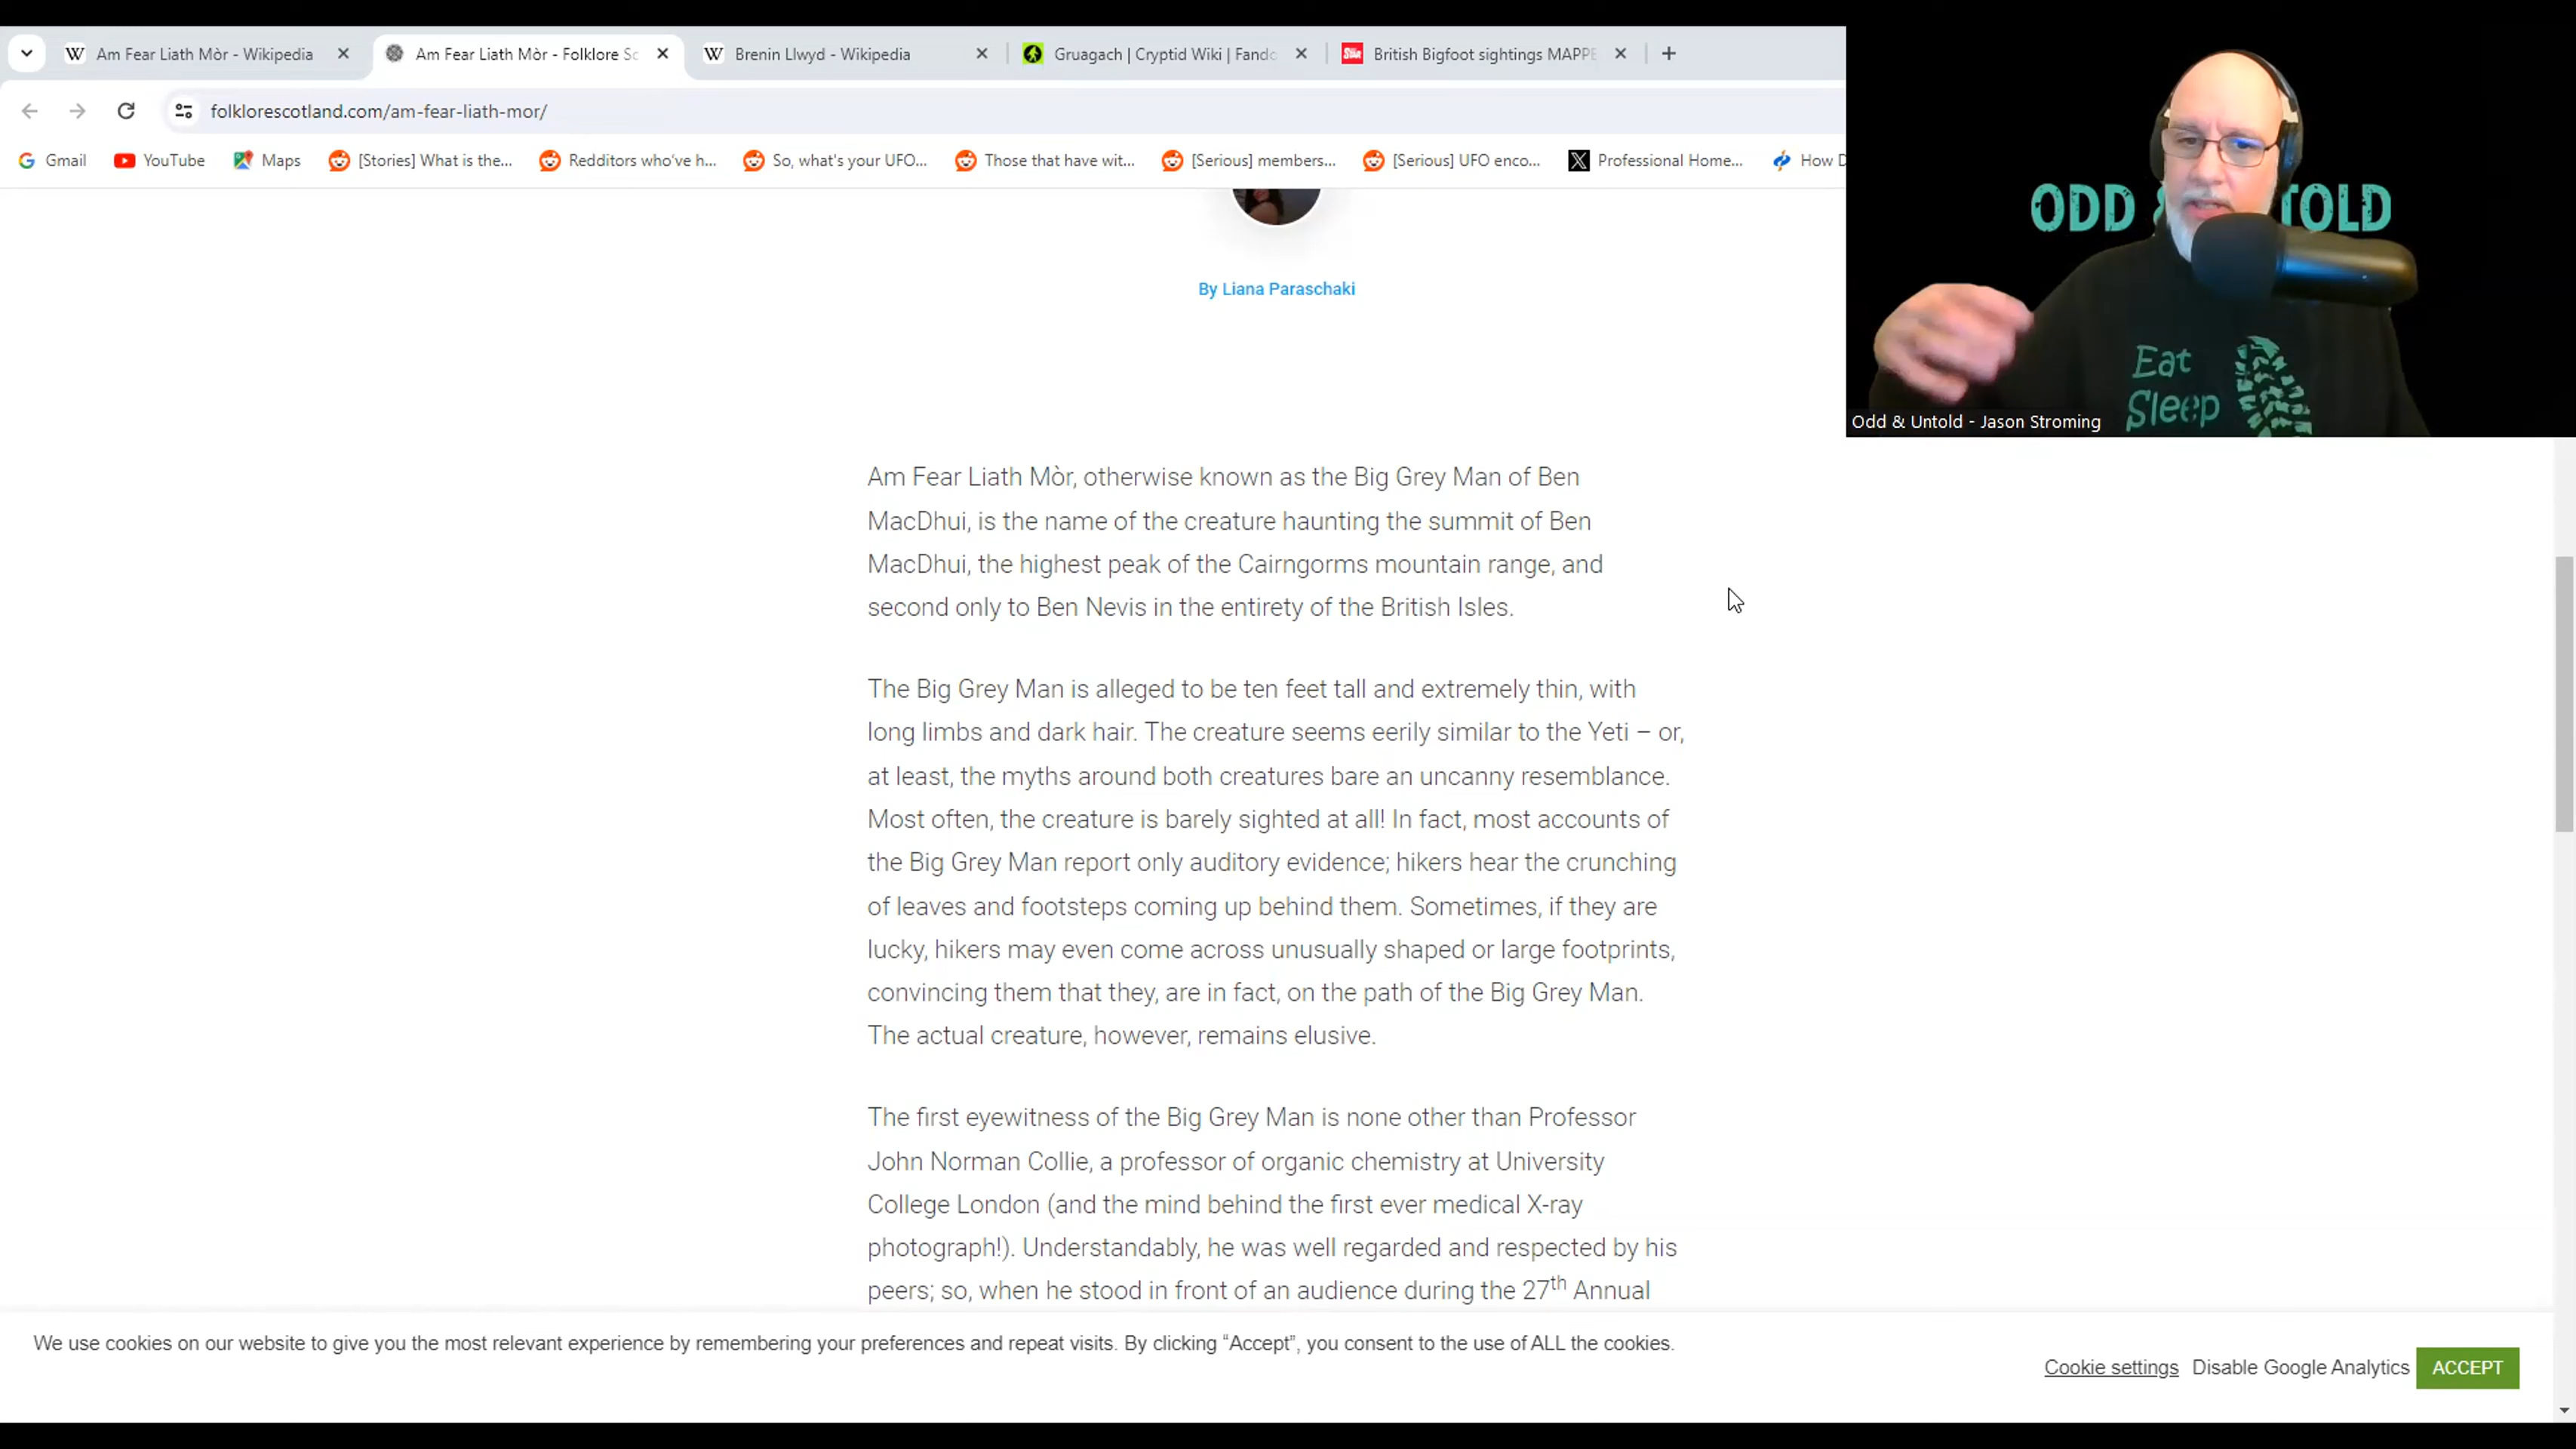 Am Fear Liath Mòr - Wikipedia
Am Fear Liath Mòr - Folklore Sc
Brenin Llwyd - Wikipedia
Gruagach | Cryptid Wiki | Fando
British Bigfoot sightings MAPPE
folklorescotland.com/am-fear-liath-mor/
Gmail
YouTube
Maps
[Stories] What is the...
Redditors who've h...
So, what's your UFO...
Those that have wit...
[Serious] members...
[Serious] UFO enco...
Professional Home...
How D
ODD & TOLD
Eat
Sleep
Odd & Untold - Jason Stroming
By Liana Paraschaki
Am Fear Liath Mòr, otherwise known as the Big Grey Man of Ben
MacDhui, is the name of the creature haunting the summit of Ben
MacDhui, the highest peak of the Cairngorms mountain range, and
second only to Ben Nevis in the entirety of the British Isles.
The Big Grey Man is alleged to be ten feet tall and extremely thin, with
long limbs and dark hair. The creature seems eerily similar to the Yeti – or,
at least, the myths around both creatures bare an uncanny resemblance.
Most often, the creature is barely sighted at all! In fact, most accounts of
the Big Grey Man report only auditory evidence; hikers hear the crunching
of leaves and footsteps coming up behind them. Sometimes, if they are
lucky, hikers may even come across unusually shaped or large footprints,
convincing them that they, are in fact, on the path of the Big Grey Man.
The actual creature, however, remains elusive.
The first eyewitness of the Big Grey Man is none other than Professor
John Norman Collie, a professor of organic chemistry at University
College London (and the mind behind the first ever medical X-ray
photograph!). Understandably, he was well regarded and respected by his
peers; so, when he stood in front of an audience during the 27th Annual
We use cookies on our website to give you the most relevant experience by remembering your preferences and repeat visits. By clicking “Accept”, you consent to the use of ALL the cookies.
Cookie settings
Disable Google Analytics
ACCEPT